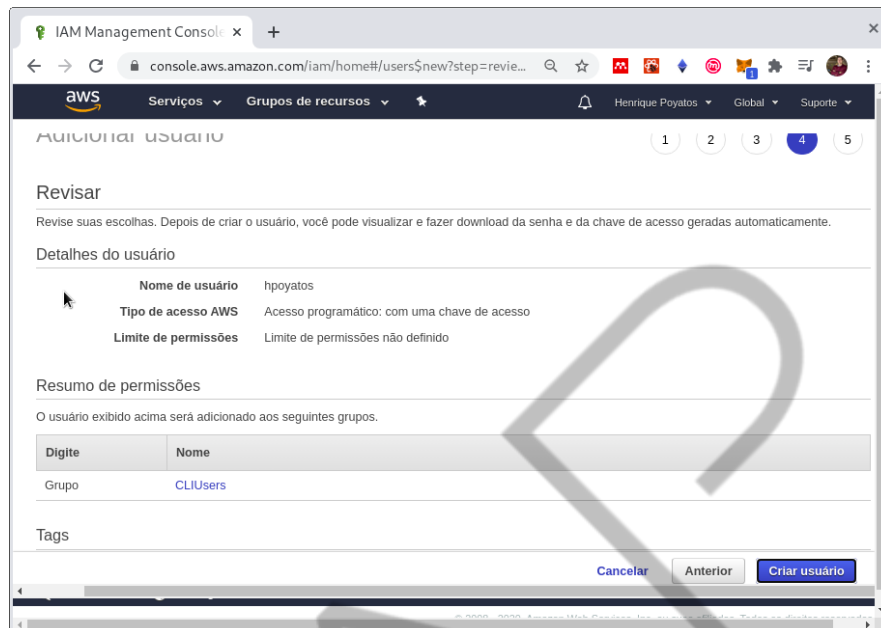 IAM Management Console
console.aws.amazon.com/iam/home#/users$new?step=revie...
1
aws
Serviços
Grupos de recursos
Henrique Poyatos
Global
Suporte
Adicionar usuário
1 2 3 4 5
Revisar
Revise suas escolhas. Depois de criar o usuário, você pode visualizar e fazer download da senha e da chave de acesso geradas automaticamente.
Detalhes do usuário
Nome de usuário hpoyatos
Tipo de acesso AWS Acesso programático: com uma chave de acesso
Limite de permissões Limite de permissões não definido
Resumo de permissões
O usuário exibido acima será adicionado aos seguintes grupos.
Digite Nome
Grupo CLIUsers
Tags
Cancelar Anterior Criar usuário